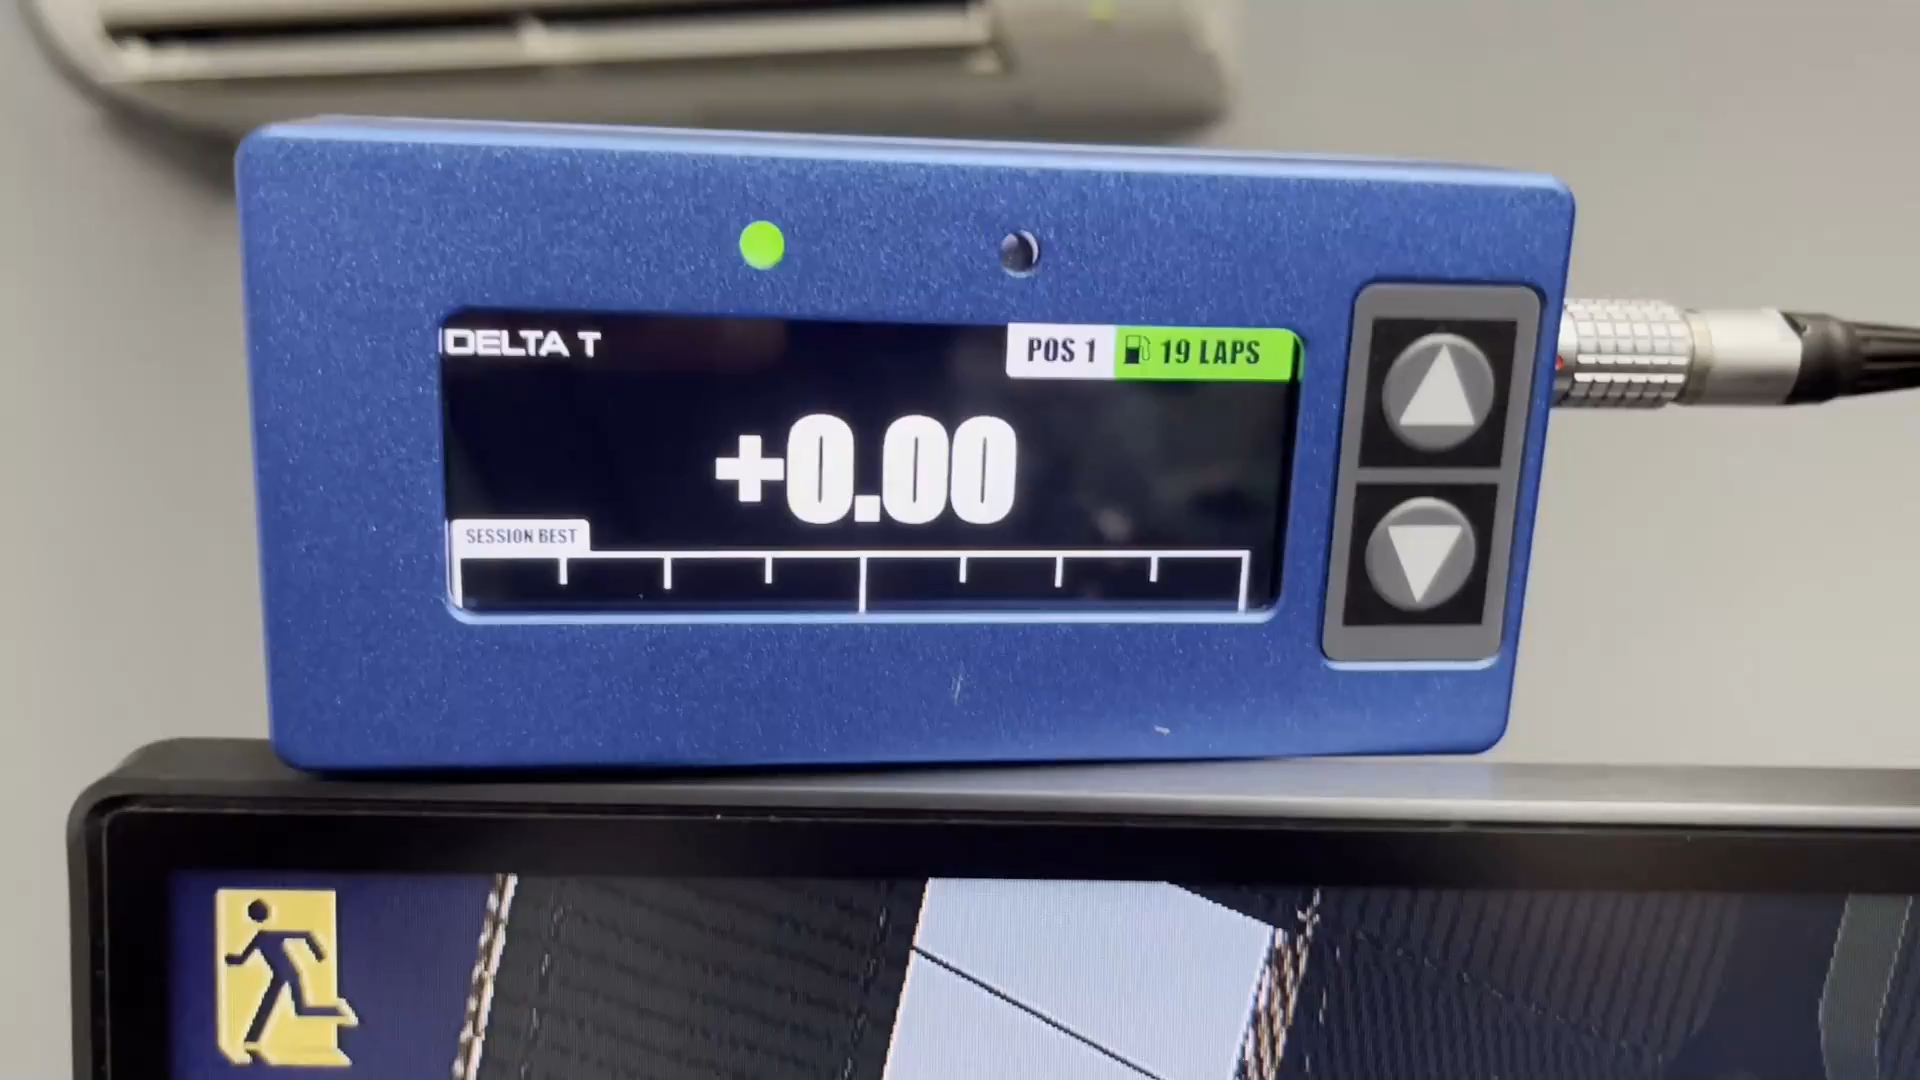 DELTA T
POS 1
19 LAPS
+0.00
SESSION BEST